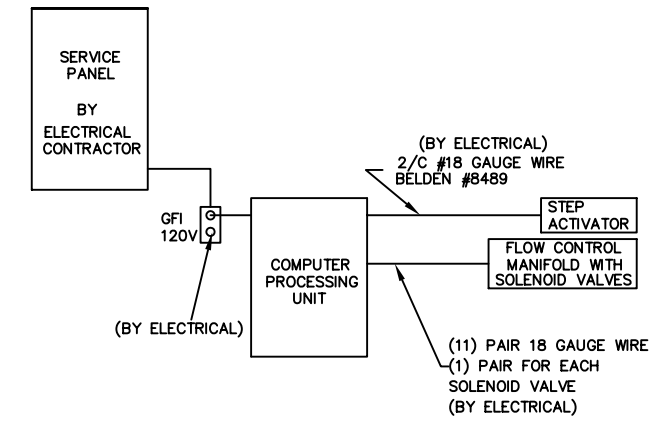 SERVICE
PANEL
BY
ELECTRICAL
CONTRACTOR
(BY ELECTRICAL)
2/C #18 GAUGE WIRE
BELDEN #8489
GFI
120V
STEP
ACTIVATOR
COMPUTER
PROCESSING
UNIT
FLOW CONTROL
MANIFOLD WITH
SOLENOID VALVES
(BY ELECTRICAL)
(11) PAIR 18 GAUGE WIRE
(1) PAIR FOR EACH
SOLENOID VALVE
(BY ELECTRICAL)